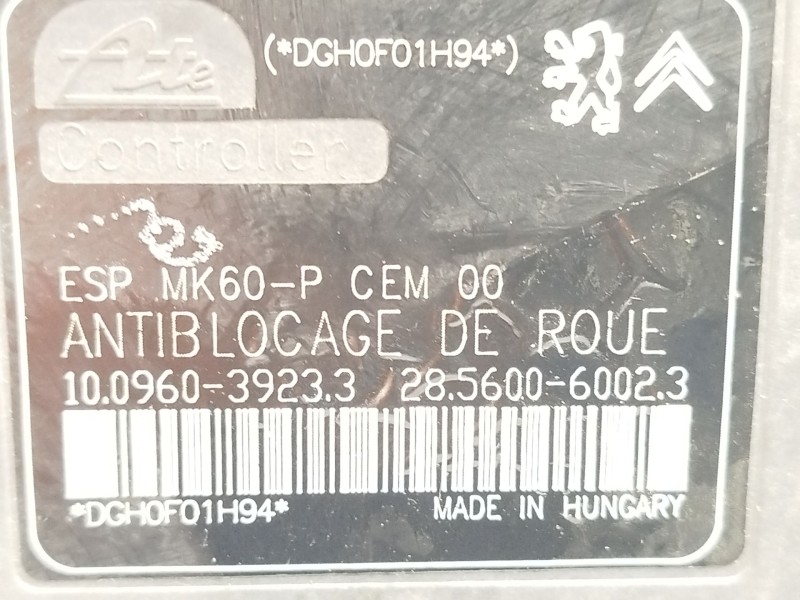 Ate
(*DGH0F01H94*)
Controller
ESP MK60-P CEM 00
ANTIBLOCAGE DE ROUE
10.0960-3923.3 28.5600-6002.3
*DGH0F01H94* MADE IN HUNGARY